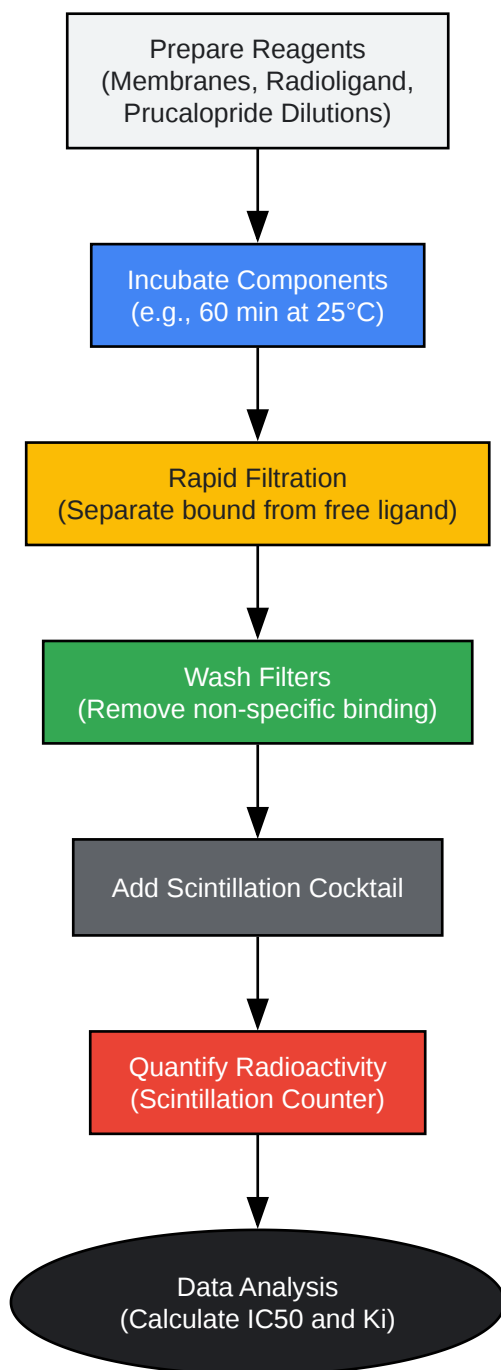 Prepare Reagents
(Membranes, Radioligand,
Prucalopride Dilutions)
Incubate Components
(e.g., 60 min at 25°C)
Rapid Filtration
(Separate bound from free ligand)
Wash Filters
(Remove non-specific binding)
Add Scintillation Cocktail
Quantify Radioactivity
(Scintillation Counter)
Data Analysis
(Calculate IC50 and Ki)